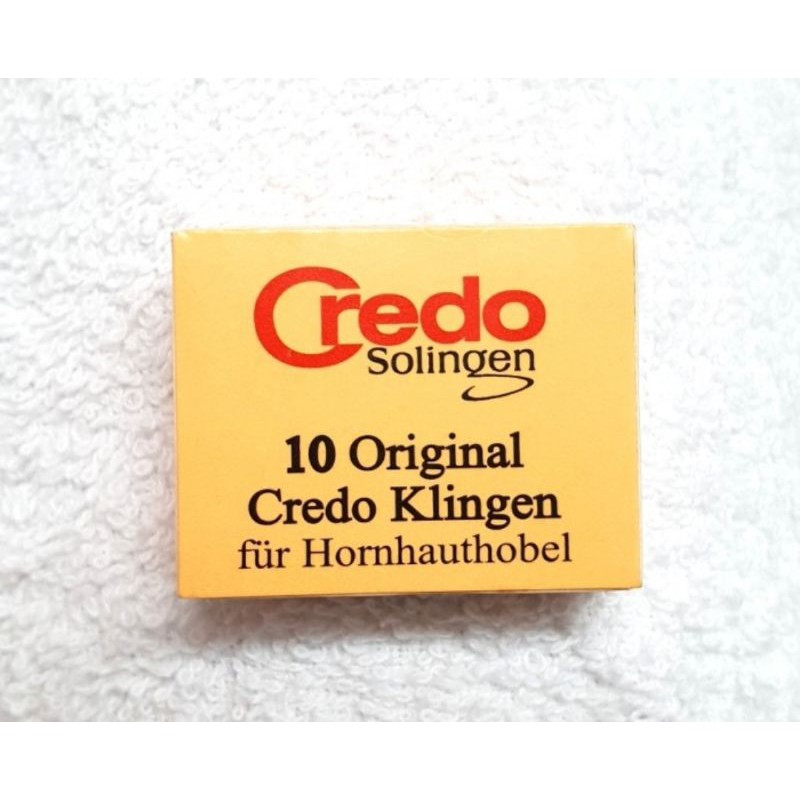 Credo
Solingen
10 Original
Credo Klingen
für Hornhauthobel